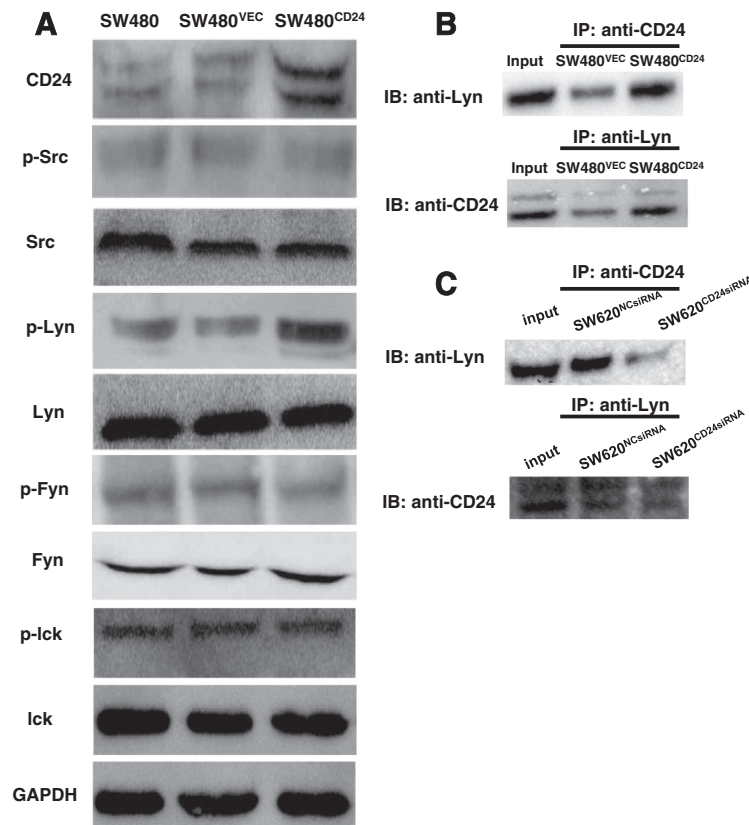 A
SW480 SW480VEC SW480CD24
CD24
p-Src
Src
p-Lyn
Lyn
p-Fyn
Fyn
p-lck
lck
GAPDH
B
IP: anti-CD24
Input SW480VEC SW480CD24
IB: anti-Lyn
IP: anti-Lyn
Input SW480VEC SW480CD24
IB: anti-CD24
C
IP: anti-CD24
input SW620NCsiRNA SW620CD24siRNA
IB: anti-Lyn
IP: anti-Lyn
input SW620NCsiRNA SW620CD24siRNA
IB: anti-CD24